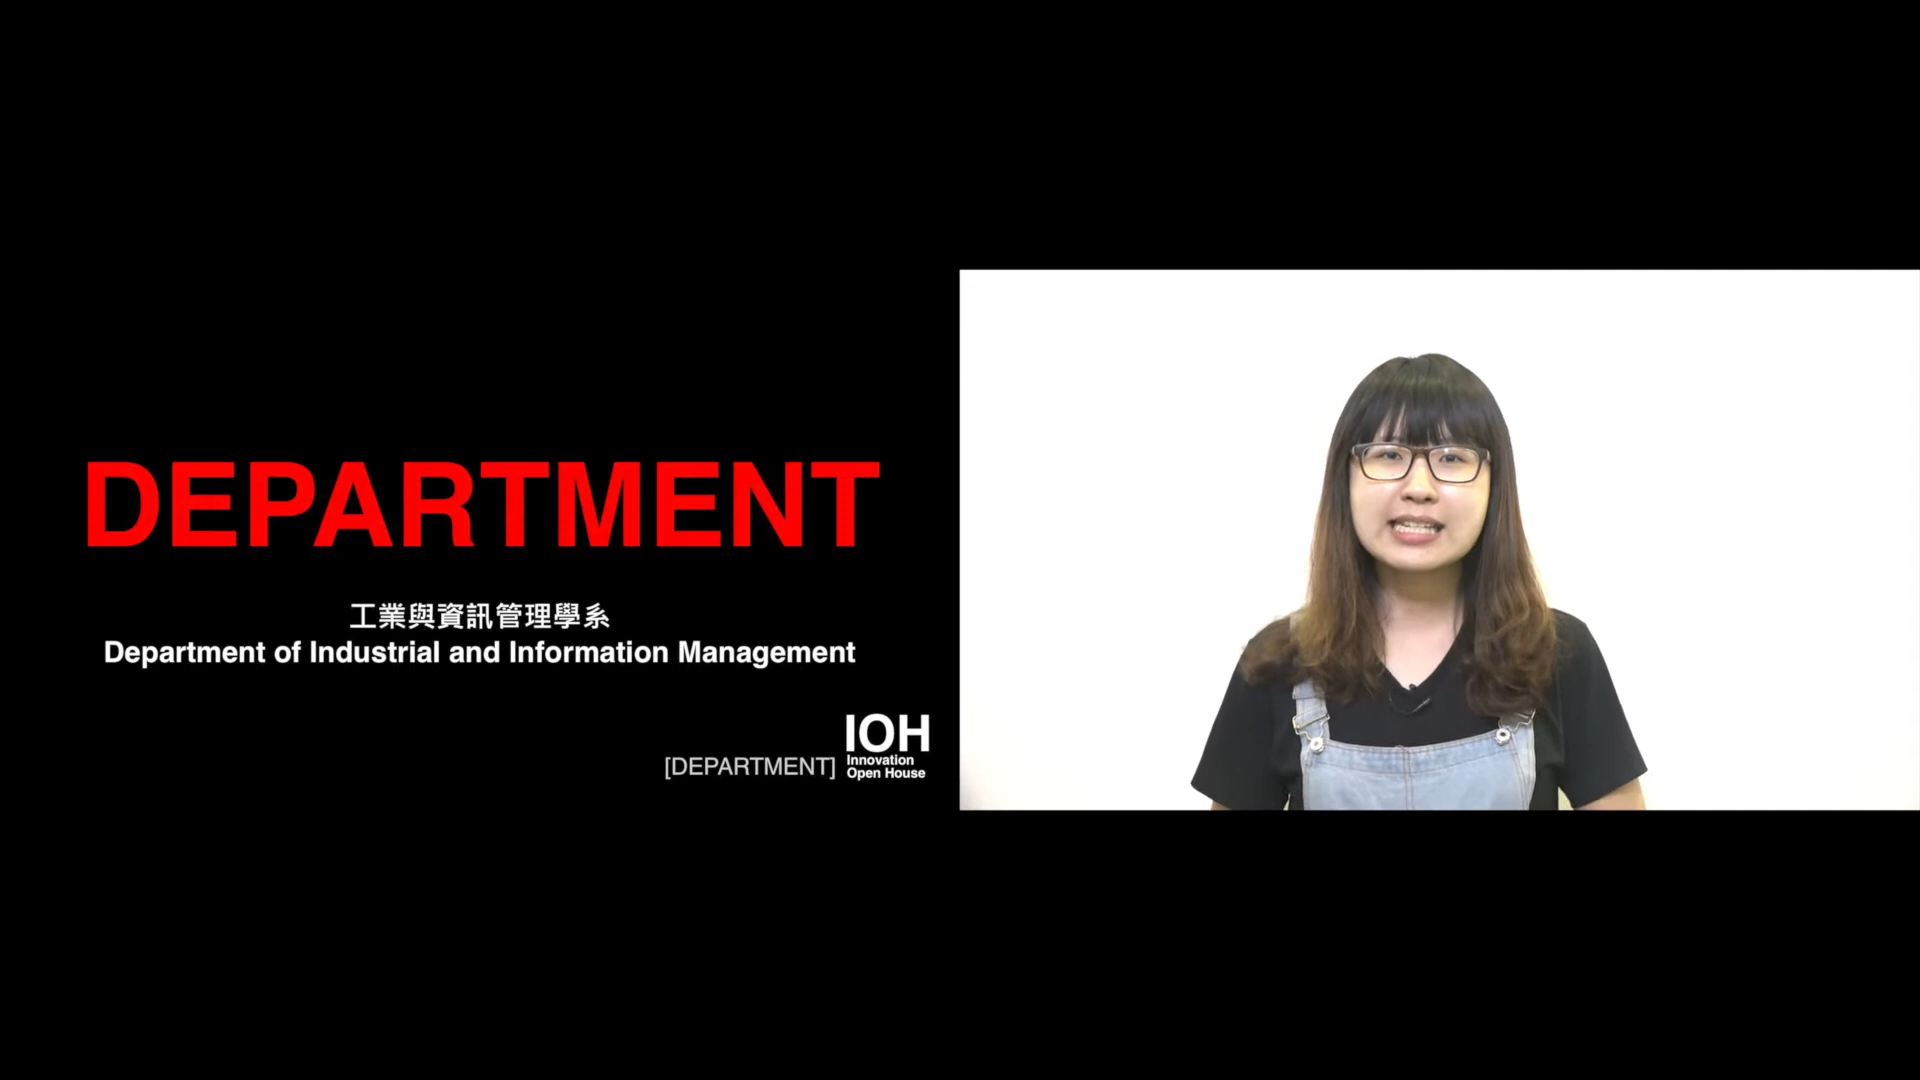 DEPARTMENT
工業與資訊管理學系
Department of Industrial and Information Management
[DEPARTMENT]
IOH
Innovation
Open House